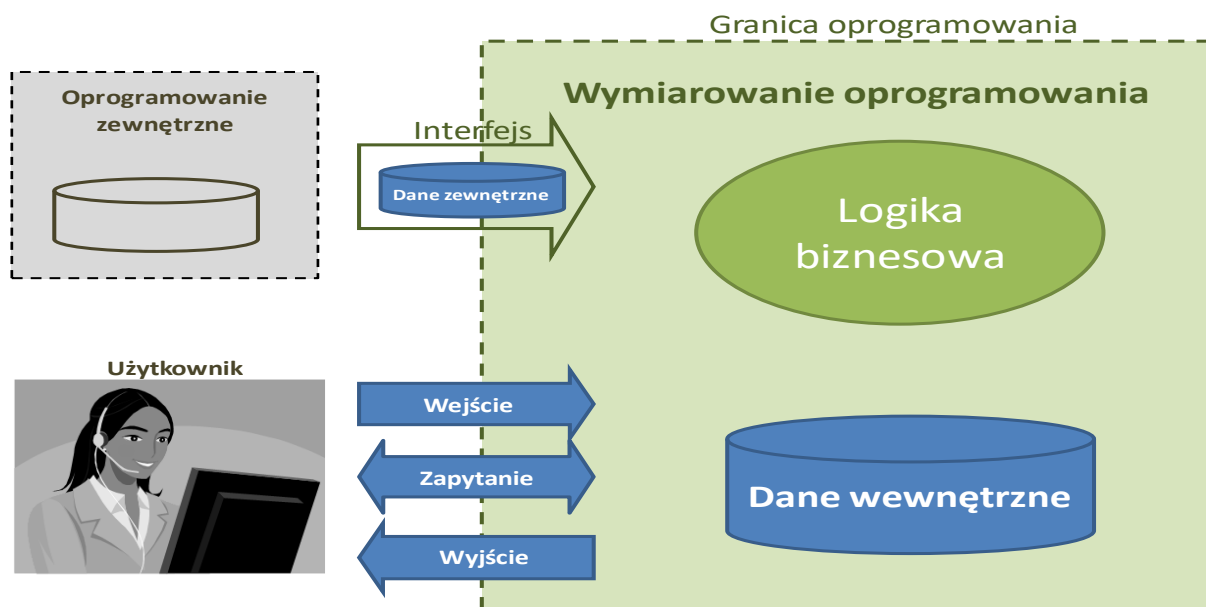 Granica oprogramowania
Oprogramowanie
zewnętrzne
Wymiarowanie oprogramowania
Interfejs
Dane zewnętrzne
Logika
biznesowa
Użytkownik
Wejście
Zapytanie
Dane wewnętrzne
Wyjście